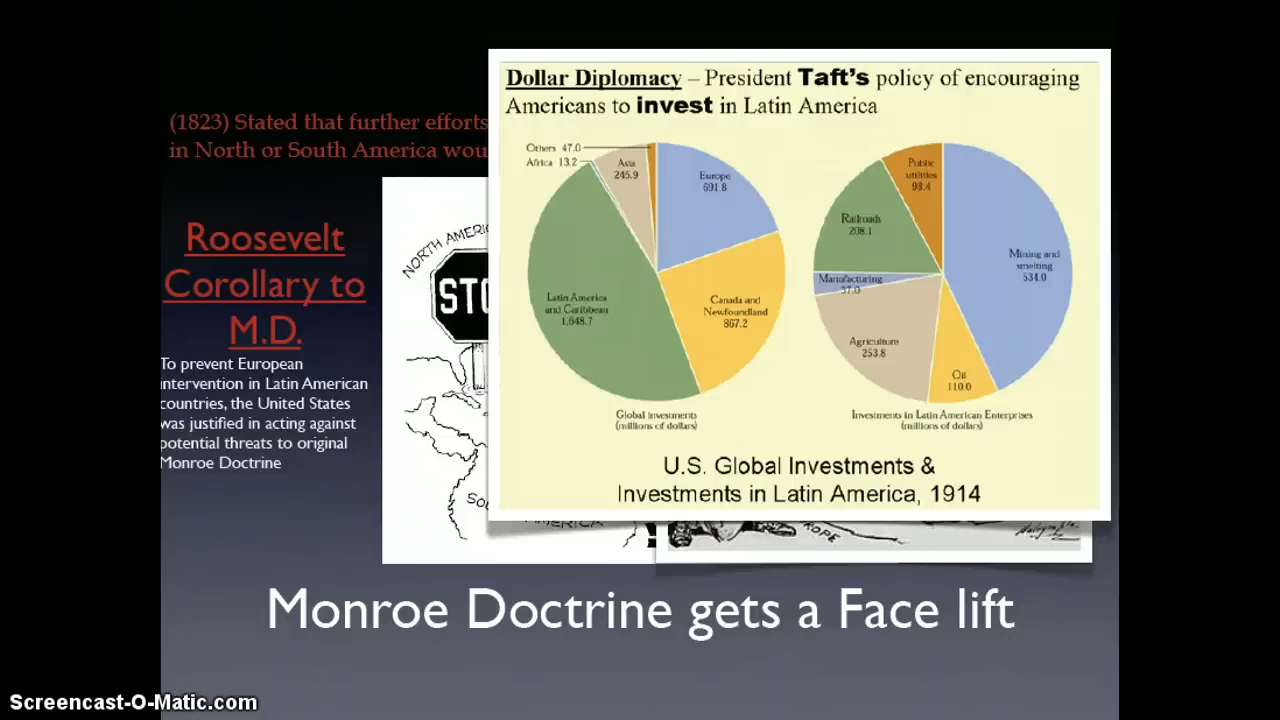 Dollar Diplomacy – President Taft's policy of encouraging
Americans to invest in Latin America
(1823) Stated that further efforts
in North or South America wou
Roosevelt
Corollary to
M.D.
To prevent European
intervention in Latin American
countries, the United States
was justified in acting against
potential threats to original
Monroe Doctrine
NORTH AMERIC
STO
SOU
AMERICA
Others 47.0
Africa 13.2
Asia
245.9
Europe
691.8
Canada and
Newfoundland
867.2
Latin America
and Caribbean
1,648.7
Global investments
(millions of dollars)
Public
utilities
98.4
Railroads
208.1
Manufacturing
37.0
Agriculture
253.8
Oil
110.0
Mining and
smelting
534.0
Investments in Latin American Enterprises
(millions of dollars)
U.S. Global Investments &
Investments in Latin America, 1914
ROPE
Monroe Doctrine gets a Face lift
Screencast-O-Matic.com